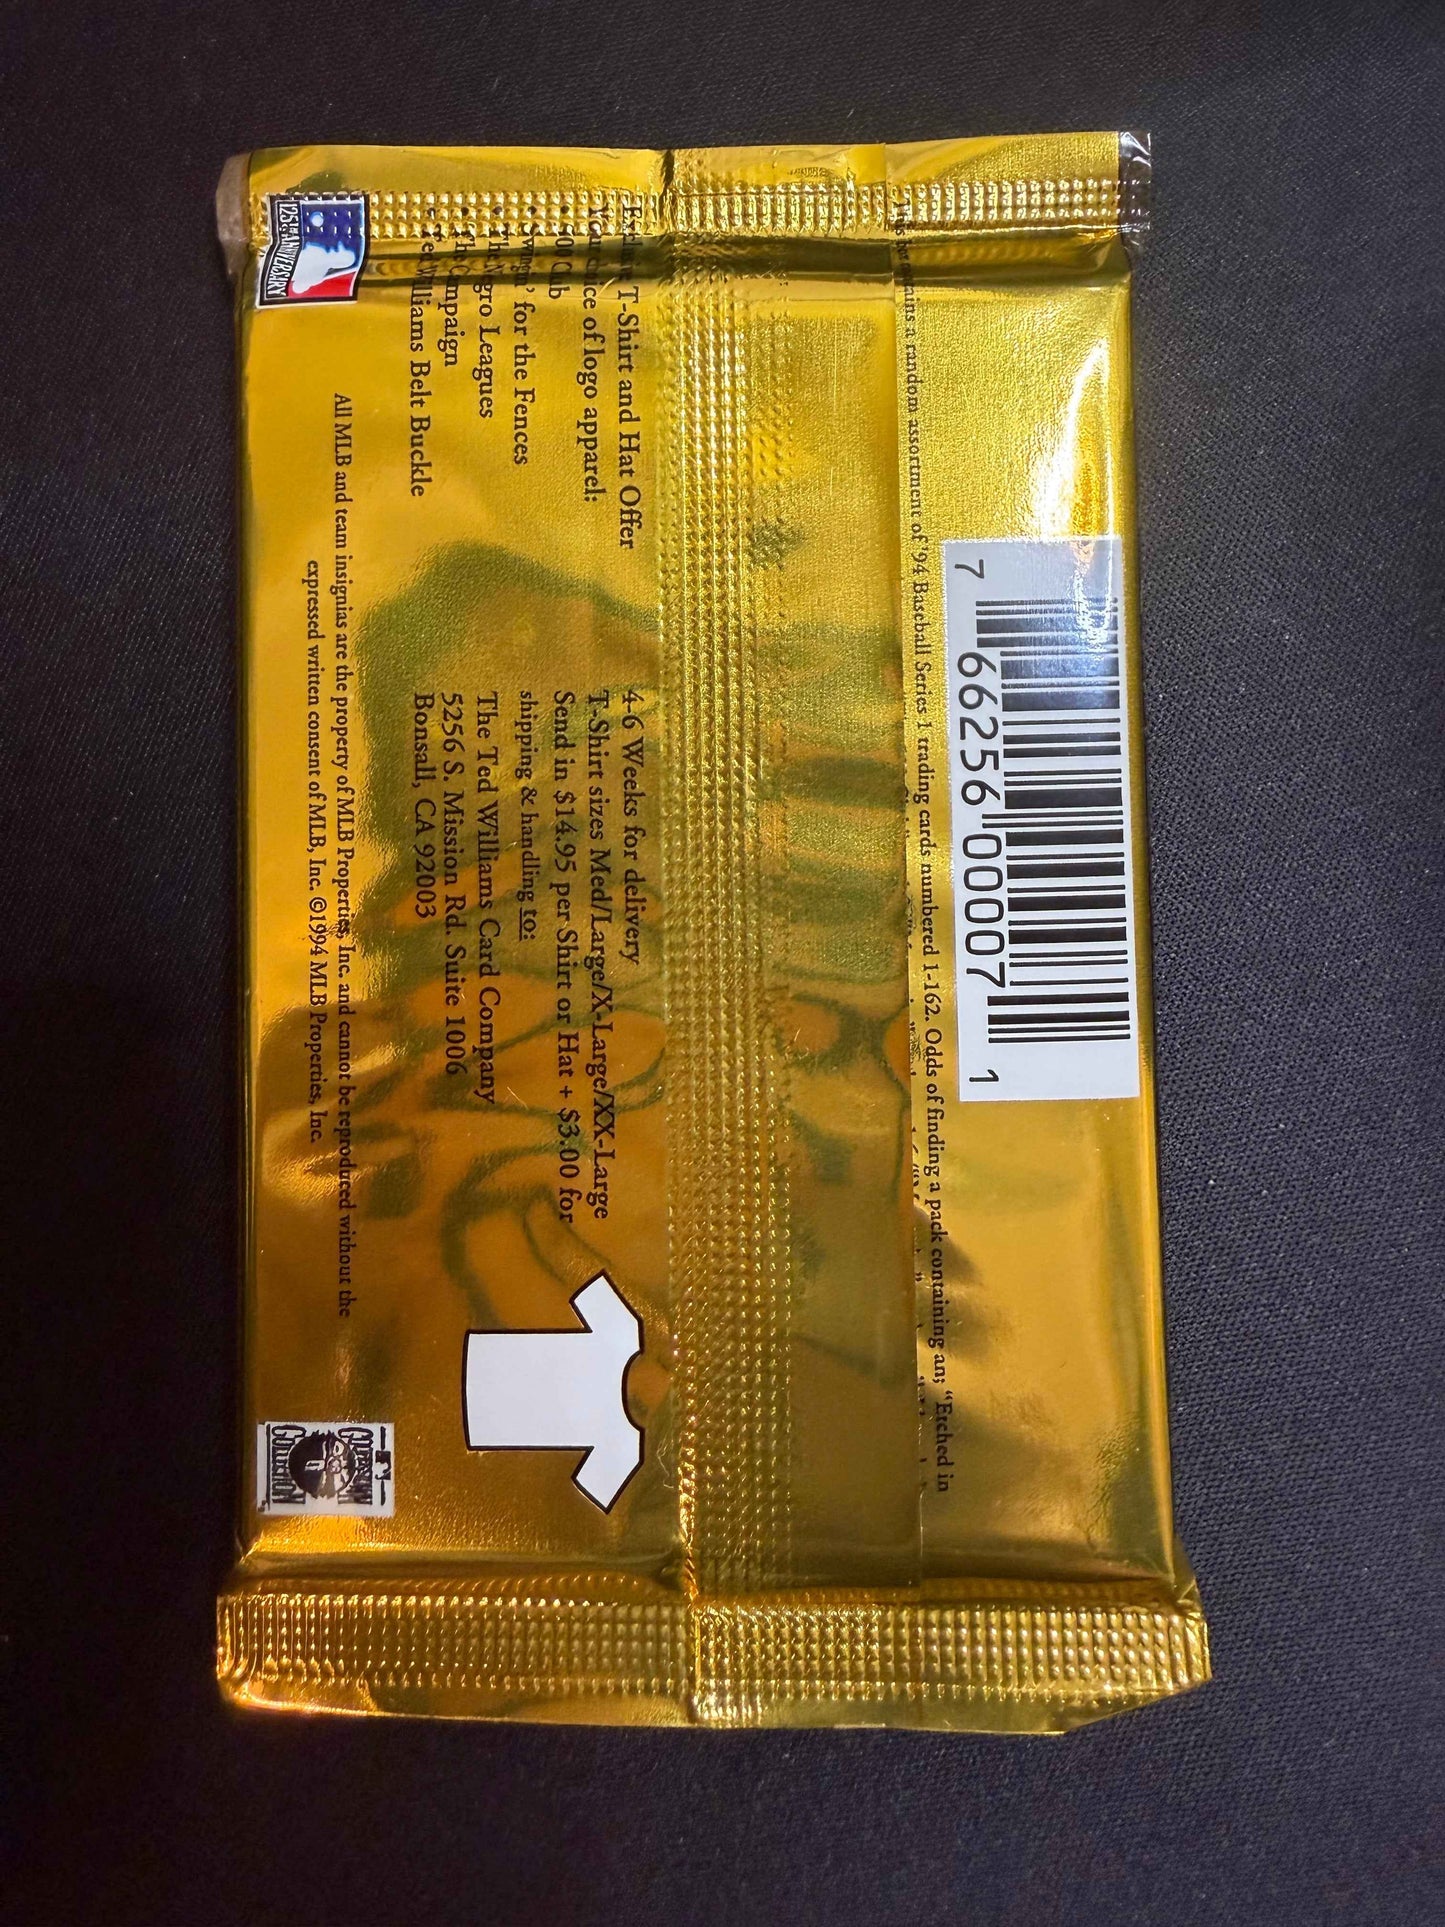 7 66256 00007 1
contains a random assortment of '94 Baseball Series 1 trading cards numbered 1-162. Odds of finding a pack containing an; "Etched in
T-Shirt and Hat Offer
Your choice of logo apparel:
• 500 Club
• Swingin' for the Fences
• The Negro Leagues
• The Campaign
• Ted Williams Belt Buckle
4-6 Weeks for delivery
T-Shirt sizes Med/Large/X-Large/XX-Large
Send in $14.95 per Shirt or Hat + $3.00 for
shipping & handling to:
The Ted Williams Card Company
5256 S. Mission Rd. Suite 1006
Bonsall, CA 92003
All MLB and team insignias are the property of MLB Properties, Inc. and cannot be reproduced without the
expressed written consent of MLB, Inc. ©1994 MLB Properties, Inc.
125th ANNIVERSARY
COOPERSTOWN
COLLECTION